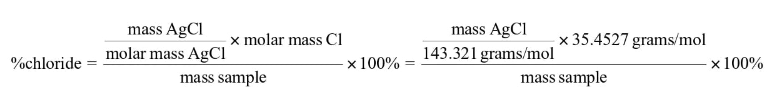 %chloride = mass AgCl / molar mass AgCl × molar mass Cl / mass sample × 100% = mass AgCl / 143.321 grams/mol × 35.4527 grams/mol / mass sample × 100%